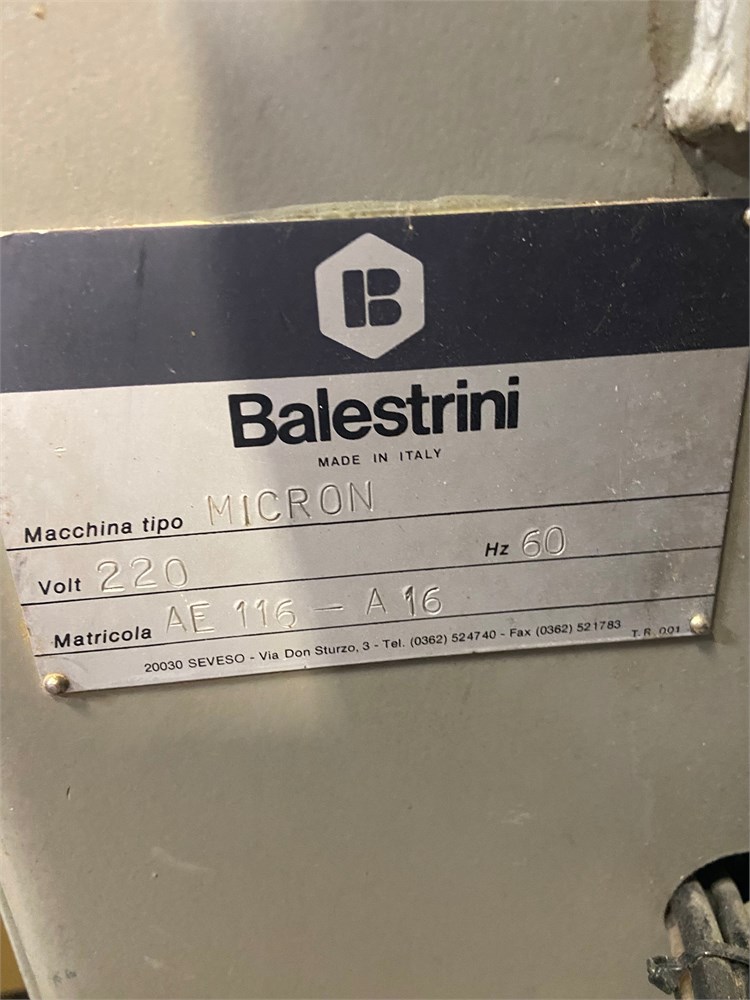 B
Balestrini
MADE IN ITALY
Macchina tipo MICRON
Volt 220 Hz 60
Matricola AE 116 - A 16
20030 SEVESO - Via Don Sturzo, 3 - Tel. (0362) 524740 - Fax (0362) 521783 T.R. 001